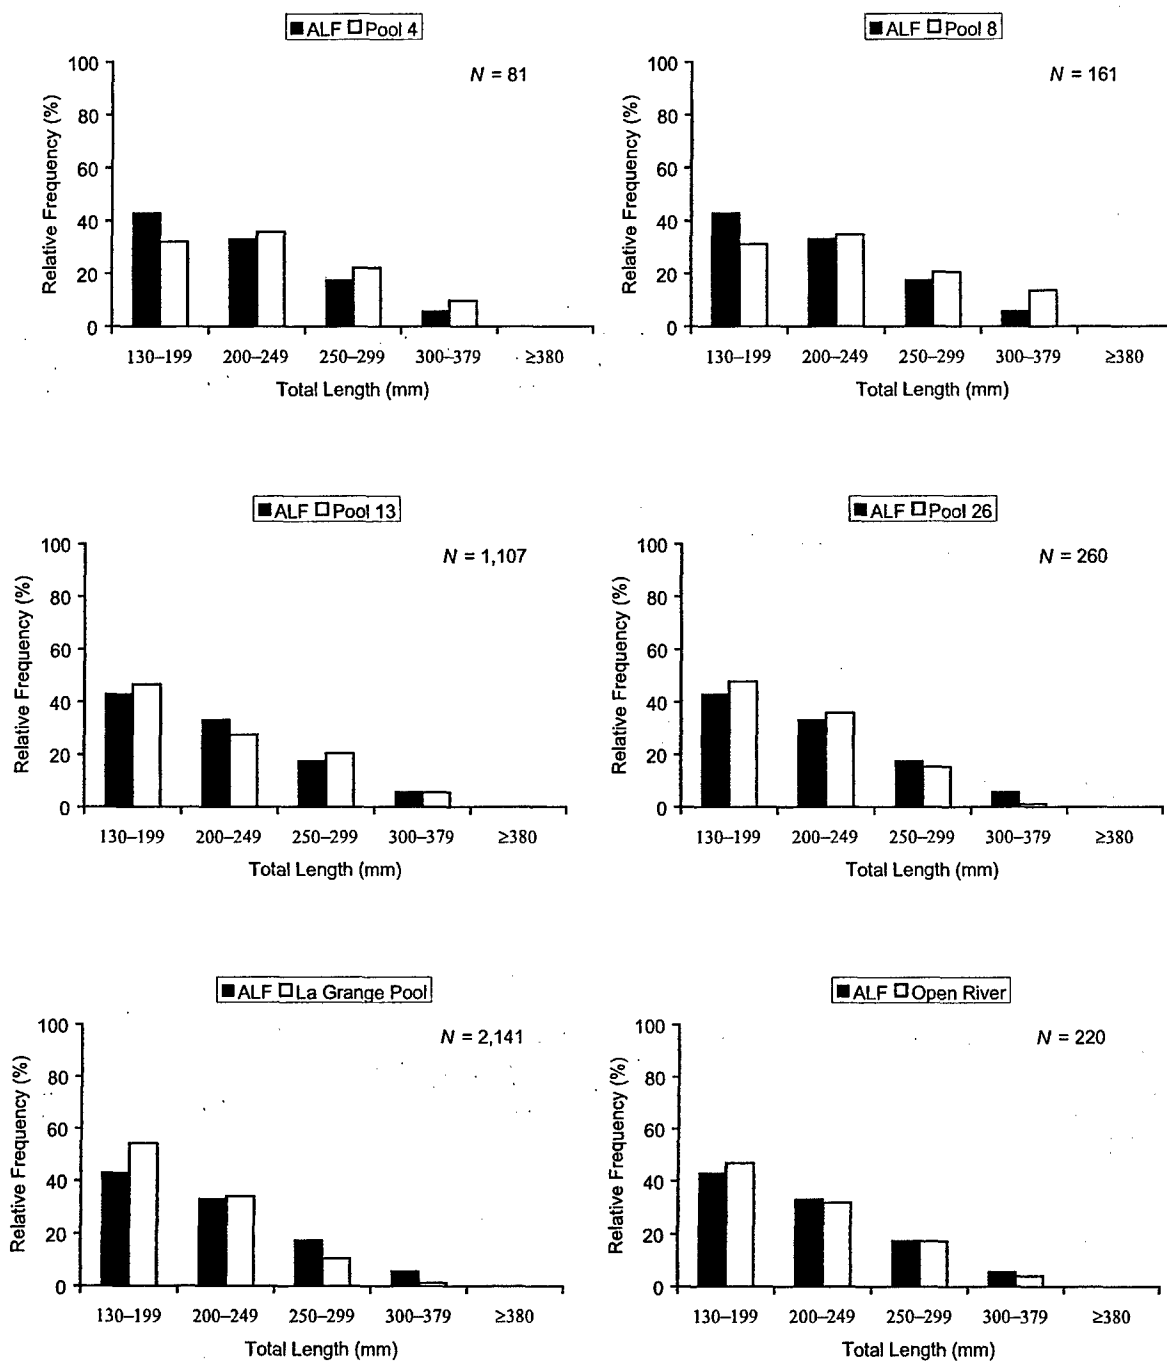 ALF Pool 4
N = 81
Relative Frequency (%)
100
80
60
40
20
0
130–199 200–249 250–299 300–379 ≥380
Total Length (mm)
ALF Pool 8
N = 161
Relative Frequency (%)
100
80
60
40
20
0
130–199 200–249 250–299 300–379 ≥380
Total Length (mm)
ALF Pool 13
N = 1,107
Relative Frequency (%)
100
80
60
40
20
0
130–199 200–249 250–299 300–379 ≥380
Total Length (mm)
ALF Pool 26
N = 260
Relative Frequency (%)
100
80
60
40
20
0
130–199 200–249 250–299 300–379 ≥380
Total Length (mm)
ALF La Grange Pool
N = 2,141
Relative Frequency (%)
100
80
60
40
20
0
130–199 200–249 250–299 300–379 ≥380
Total Length (mm)
ALF Open River
N = 220
Relative Frequency (%)
100
80
60
40
20
0
130–199 200–249 250–299 300–379 ≥380
Total Length (mm)